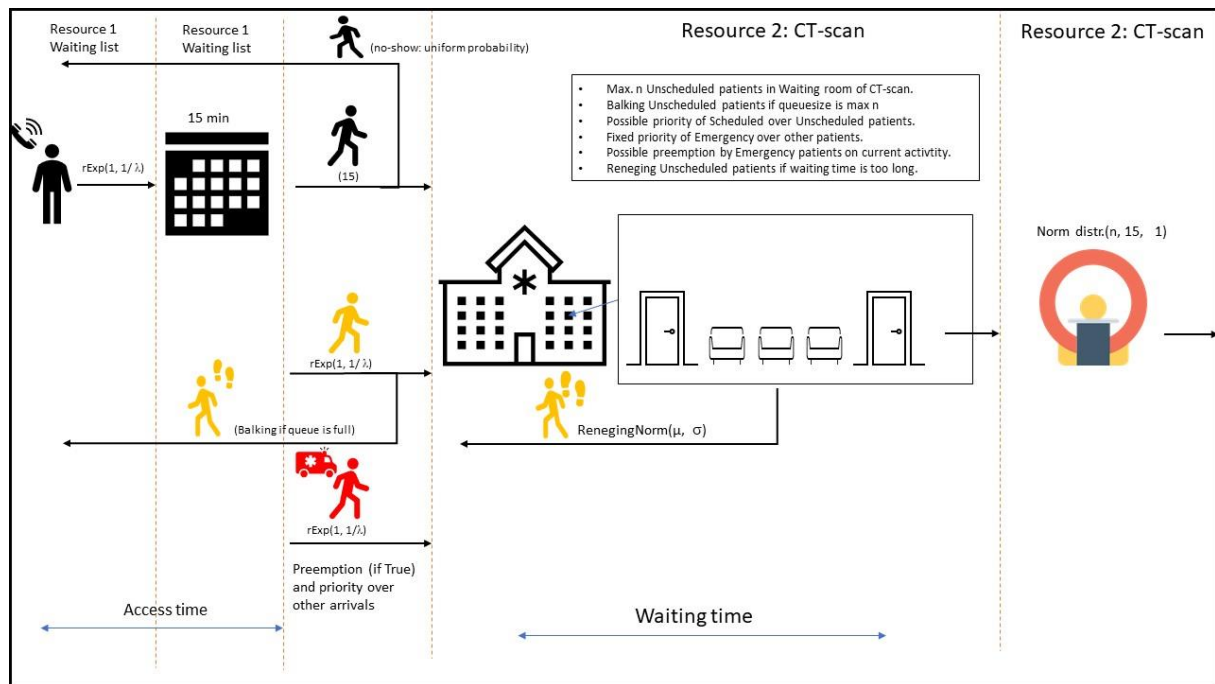 Resource 1
Waiting list
Resource 1
Waiting list
(no-show: uniform probability)
Resource 2: CT-scan
Resource 2: CT-scan
• Max. n Unscheduled patients in Waiting room of CT-scan.
• Balking Unscheduled patients if queuesize is max n
• Possible priority of Scheduled over Unscheduled patients.
• Fixed priority of Emergency over other patients.
• Possible preemption by Emergency patients on current activtity.
• Reneging Unscheduled patients if waiting time is too long.
15 min
rExp(1, 1/ λ)
(15)
Norm distr.(n, 15, 1)
rExp(1, 1/ λ)
(Balking if queue is full)
RenegingNorm(μ, σ)
rExp(1, 1/λ)
Preemption (if True)
and priority over
other arrivals
Access time
Waiting time